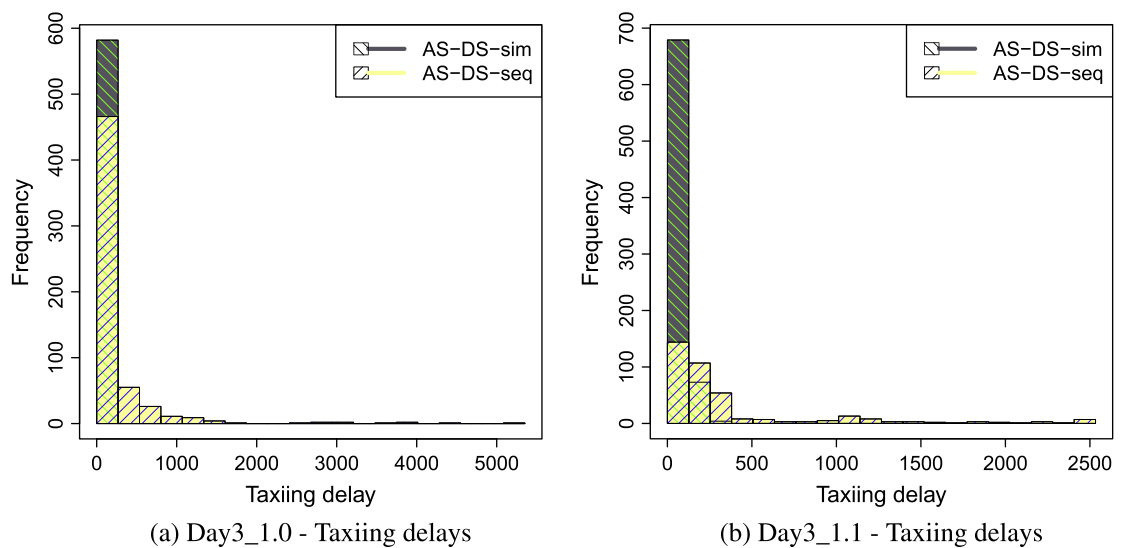 AS−DS−sim
AS−DS−seq
Frequency
0 100 200 300 400 500 600
0 1000 2000 3000 4000 5000
Taxiing delay
(a) Day3_1.0 - Taxiing delays
AS−DS−sim
AS−DS−seq
Frequency
0 100 200 300 400 500 600 700
0 500 1000 1500 2000 2500
Taxiing delay
(b) Day3_1.1 - Taxiing delays